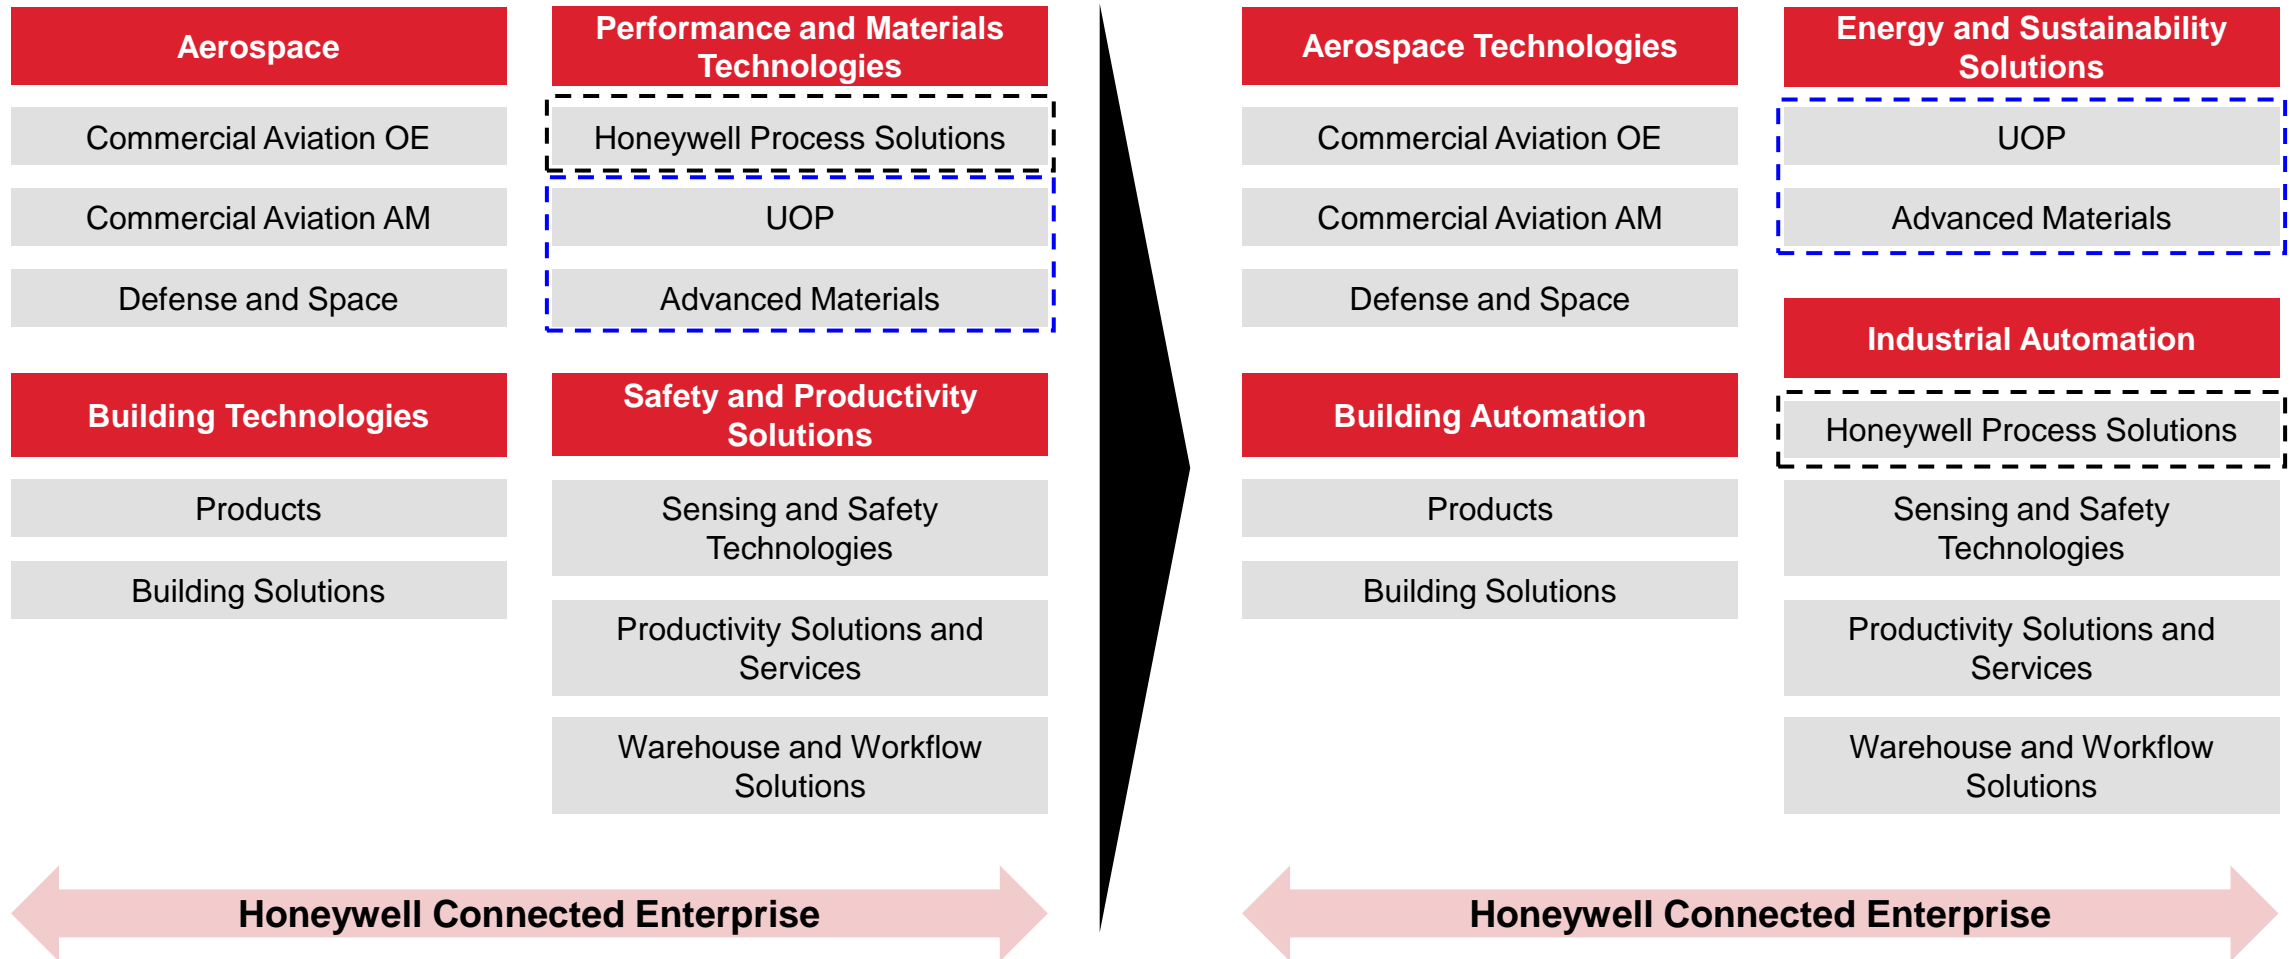 Aerospace
Commercial Aviation OE
Commercial Aviation AM
Defense and Space
Performance and Materials
Technologies
Honeywell Process Solutions
UOP
Advanced Materials
Building Technologies
Products
Building Solutions
Safety and Productivity
Solutions
Sensing and Safety
Technologies
Productivity Solutions and
Services
Warehouse and Workflow
Solutions
Honeywell Connected Enterprise
Aerospace Technologies
Commercial Aviation OE
Commercial Aviation AM
Defense and Space
Energy and Sustainability
Solutions
UOP
Advanced Materials
Building Automation
Products
Building Solutions
Industrial Automation
Honeywell Process Solutions
Sensing and Safety
Technologies
Productivity Solutions and
Services
Warehouse and Workflow
Solutions
Honeywell Connected Enterprise